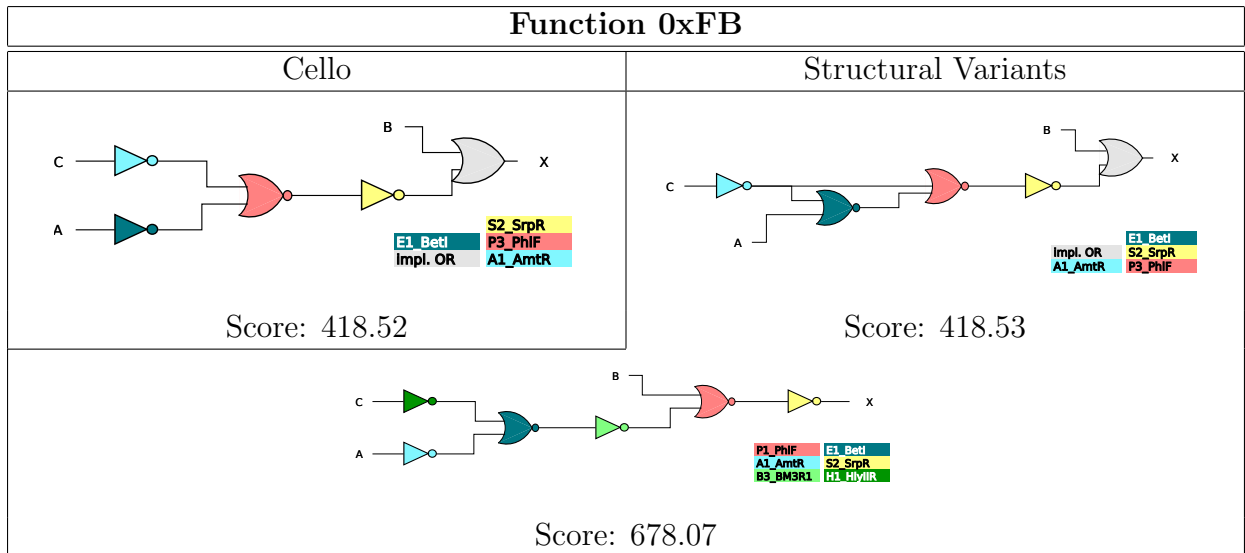 Function 0xFB
Cello
Structural Variants
B
C
X
A
S2_SrpR
E1_BetI P3_PhlF
Impl. OR A1_AmtR
Score: 418.52
B
X
C
A
E1_BetI
Impl. OR S2_SrpR
A1_AmtR P3_PhlF
Score: 418.53
B
C
X
A
P1_PhlF E1_BetI
A1_AmtR S2_SrpR
B3_BM3R1 H1_HlyIIR
Score: 678.07